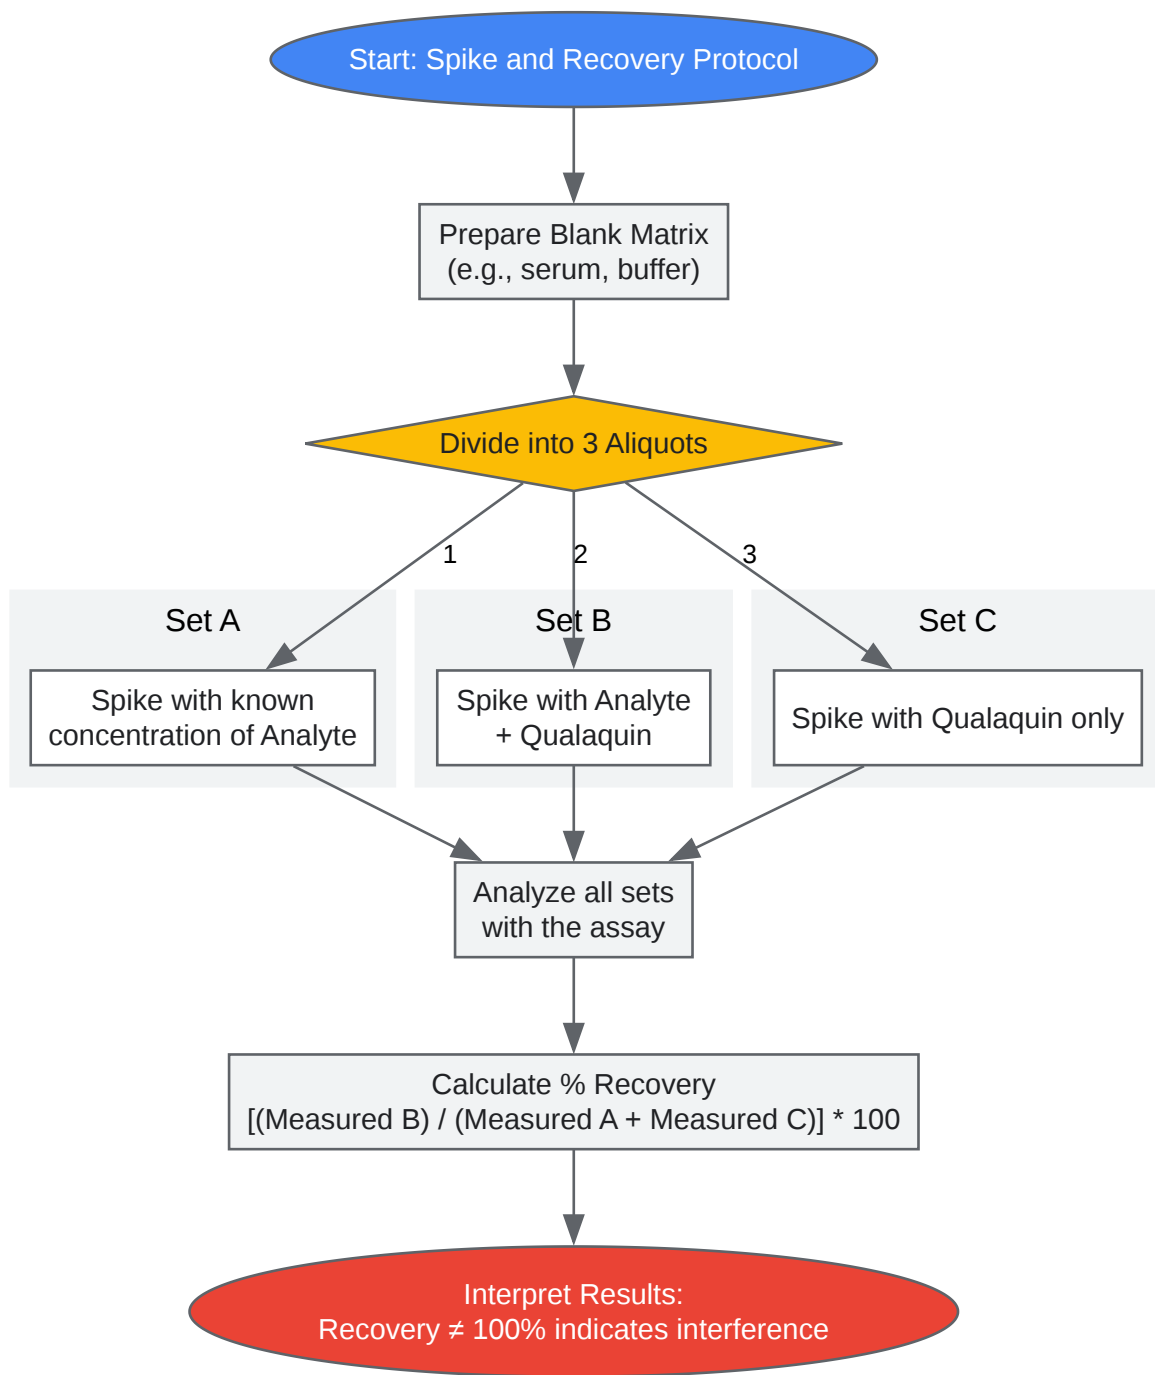 Start: Spike and Recovery Protocol
Prepare Blank Matrix
(e.g., serum, buffer)
Divide into 3 Aliquots
1
2
3
Set A
Set B
Set C
Spike with known
concentration of Analyte
Spike with Analyte
+ Qualaquin
Spike with Qualaquin only
Analyze all sets
with the assay
Calculate % Recovery
[(Measured B) / (Measured A + Measured C)] * 100
Interpret Results:
Recovery ≠ 100% indicates interference